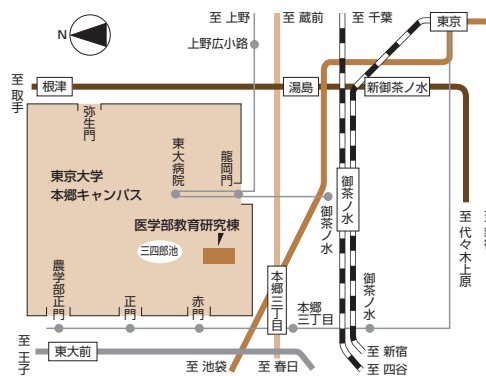 至 上野
至 蔵前
至 千葉
東京
N
上野広小路
至 取手
根津
湯島
新御茶ノ水
弥生門
東大病院
龍岡門
東京大学
本郷キャンパス
御茶ノ水
御茶ノ水
医学部教育研究棟
三四郎池
至 代々木上原
農学部正門
正門
赤門
本郷三丁目
本郷
三丁目
御茶ノ水
至 王子
東大前
至 池袋
至 春日
至 新宿
至 四谷